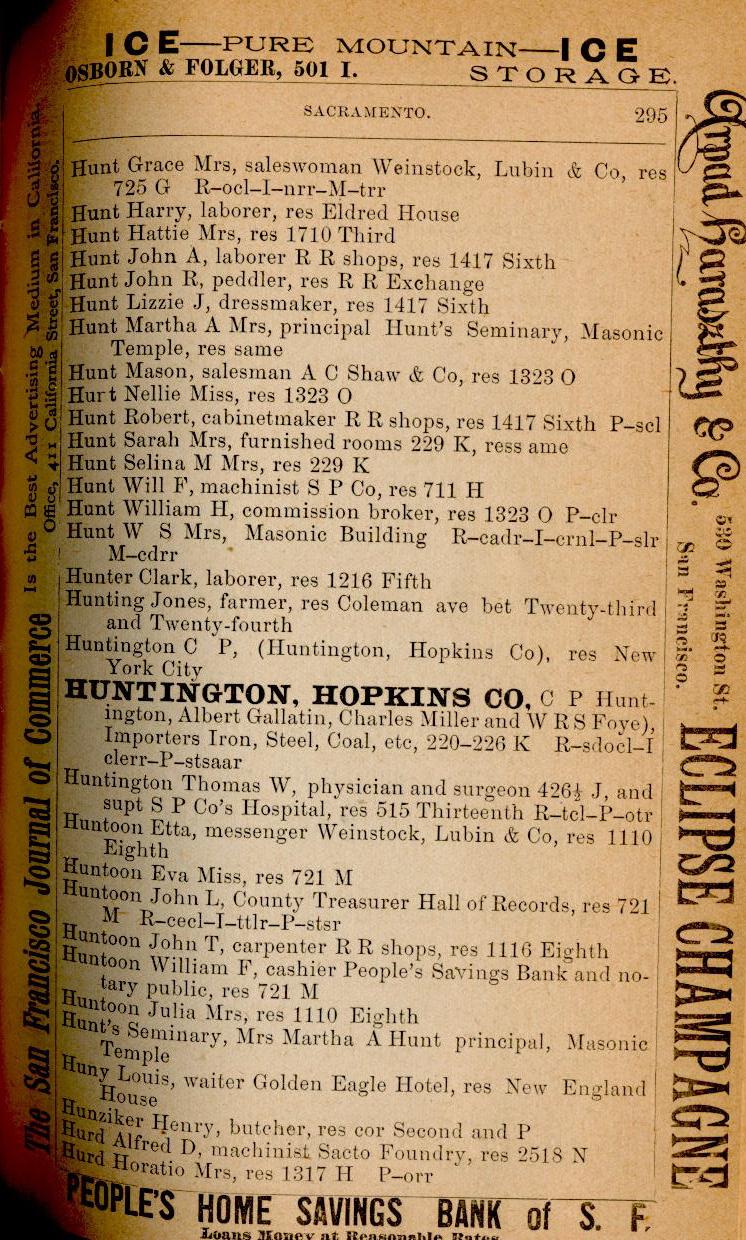 ICE—PURE MOUNTAIN—ICE
OSBORN & FOLGER, 501 I. STORAGE.
SACRAMENTO. 295
Hunt Grace Mrs, saleswoman Weinstock, Lubin & Co, res
725 G R-ocl-I-nrr-M-trr
Hunt Harry, laborer, res Eldred House
Hunt Hattie Mrs, res 1710 Third
Hunt John A, laborer R R shops, res 1417 Sixth
Hunt John R, peddler, res R R Exchange
Hunt Lizzie J, dressmaker, res 1417 Sixth
Hunt Martha A Mrs, principal Hunt's Seminary, Masonic
Temple, res same
Hunt Mason, salesman A C Shaw & Co, res 1323 O
Hurt Nellie Miss, res 1323 O
Hunt Robert, cabinetmaker R R shops, res 1417 Sixth P-scl
Hunt Sarah Mrs, furnished rooms 229 K, ress ame
Hunt Selina M Mrs, res 229 K
Hunt Will F, machinist S P Co, res 711 H
Hunt William H, commission broker, res 1323 O P-clr
Hunt W S Mrs, Masonic Building R-cadr-I-crnl-P-slr
M-cdrr
Hunter Clark, laborer, res 1216 Fifth
Hunting Jones, farmer, res Coleman ave bet Twenty-third
and Twenty-fourth
Huntington C P, (Huntington, Hopkins Co), res New
York City
HUNTINGTON, HOPKINS CO, C P Hunt-
ington, Albert Gallatin, Charles Miller and W R S Foye),
Importers Iron, Steel, Coal, etc, 220-226 K R-sdocl-I
clerr-P-stsaar
Huntington Thomas W, physician and surgeon 426½ J, and
supt S P Co's Hospital, res 515 Thirteenth R-tcl-P-otr
Huntoon Etta, messenger Weinstock, Lubin & Co, res 1110
Eighth
Huntoon Eva Miss, res 721 M
Huntoon John L, County Treasurer Hall of Records, res 721
M R-cecl-I-ttlr-P-stsr
Huntoon John T, carpenter R R shops, res 1116 Eighth
Huntoon William F, cashier People's Savings Bank and no-
tary public, res 721 M
Huntoon Julia Mrs, res 1110 Eighth
Hunt's Seminary, Mrs Martha A Hunt principal, Masonic
Temple
Huny Louis, waiter Golden Eagle Hotel, res New England
House
Hunziker Henry, butcher, res cor Second and P
Hurd Alfred D, machinist Sacto Foundry, res 2518 N
Hurd Horatio Mrs, res 1317 H P-orr
PEOPLE'S HOME SAVINGS BANK of S. F.
Loans Money at Reasonable Rates
The San Francisco Journal of Commerce Is the Best Advertising Medium in California.
Office, 411 California Street, San Francisco.
Arpad Haraszthy & Co. 530 Washington St.
San Francisco.
ECLIPSE CHAMPAGNE